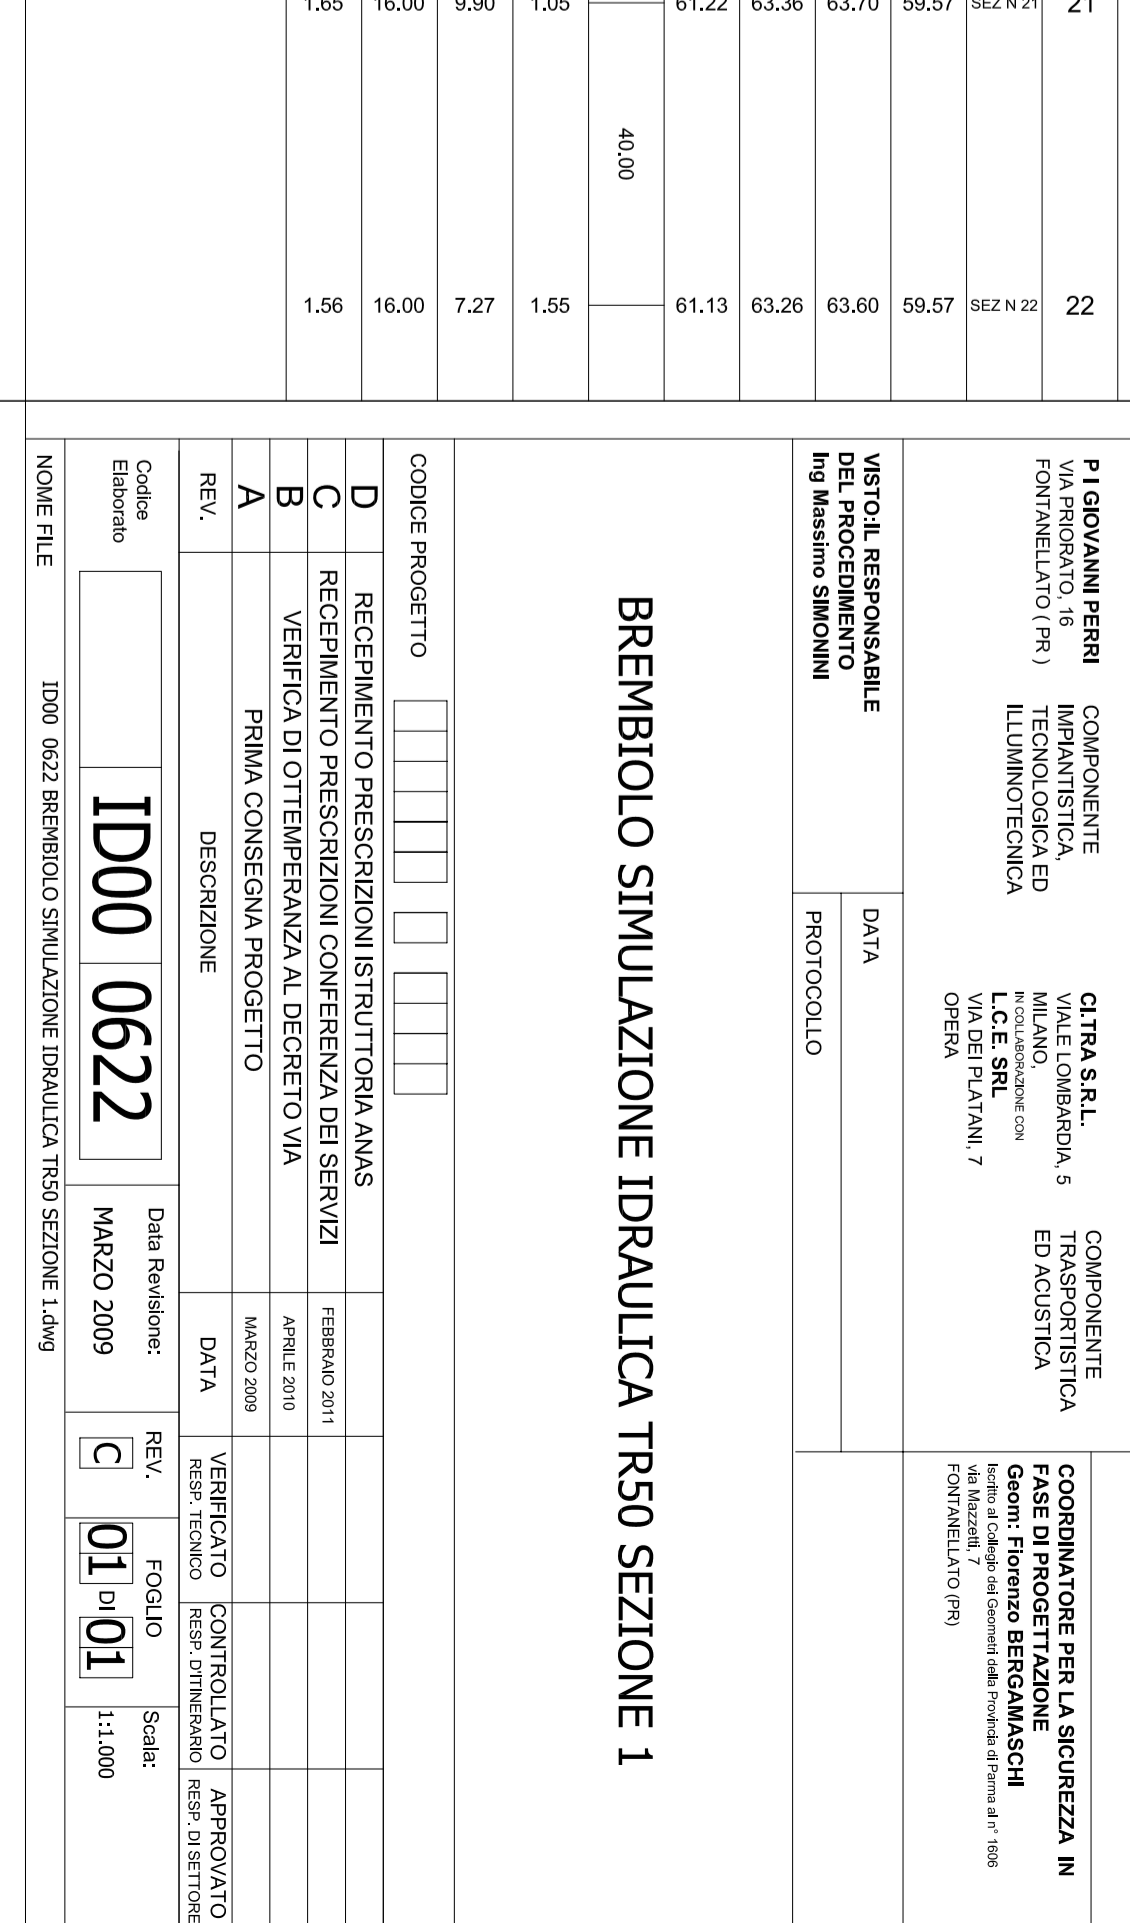 1.65 16.00 9.90 1.05 61.22 63.36 63.70 59.57 SEZ N 21 21
40.00
1.56 16.00 7.27 1.55 61.13 63.26 63.60 59.57 SEZ N 22 22
P I GIOVANNI PERRI
VIA PRIORATO, 16
FONTANELLATO ( PR )
COMPONENTE
IMPIANTISTICA,
TECNOLOGICA ED
ILLUMINOTECNICA
CI.TRA S.R.L.
VIALE LOMBARDIA, 5
MILANO,
IN COLLABORAZIONE CON
L.C.E. SRL
VIA DEI PLATANI, 7
OPERA
COMPONENTE
TRASPORTISTICA
ED ACUSTICA
COORDINATORE PER LA SICUREZZA IN
FASE DI PROGETTAZIONE
Geom: Fiorenzo BERGAMASCHI
Iscritto al Collegio dei Geometri della Provincia di Parma al n° 1606
via Mazzetti, 7
FONTANELLATO (PR)
VISTO:IL RESPONSABILE
DEL PROCEDIMENTO
Ing Massimo SIMONINI
DATA
PROTOCOLLO
BREMBIOLO SIMULAZIONE IDRAULICA TR50 SEZIONE 1
CODICE PROGETTO
D RECEPIMENTO PRESCRIZIONI ISTRUTTORIA ANAS
C RECEPIMENTO PRESCRIZIONI CONFERENZA DEI SERVIZI FEBBRAIO 2011
B VERIFICA DI OTTEMPERANZA AL DECRETO VIA APRILE 2010
A PRIMA CONSEGNA PROGETTO MARZO 2009
REV. DESCRIZIONE DATA VERIFICATO CONTROLLATO APPROVATO
RESP. TECNICO RESP. D'ITINERARIO RESP. DI SETTORE
Codice
Elaborato
ID00 0622
Data Revisione:
MARZO 2009
REV.
C
FOGLIO
01 DI 01
Scala:
1:1.000
NOME FILE ID00 0622 BREMBIOLO SIMULAZIONE IDRAULICA TR50 SEZIONE 1.dwg